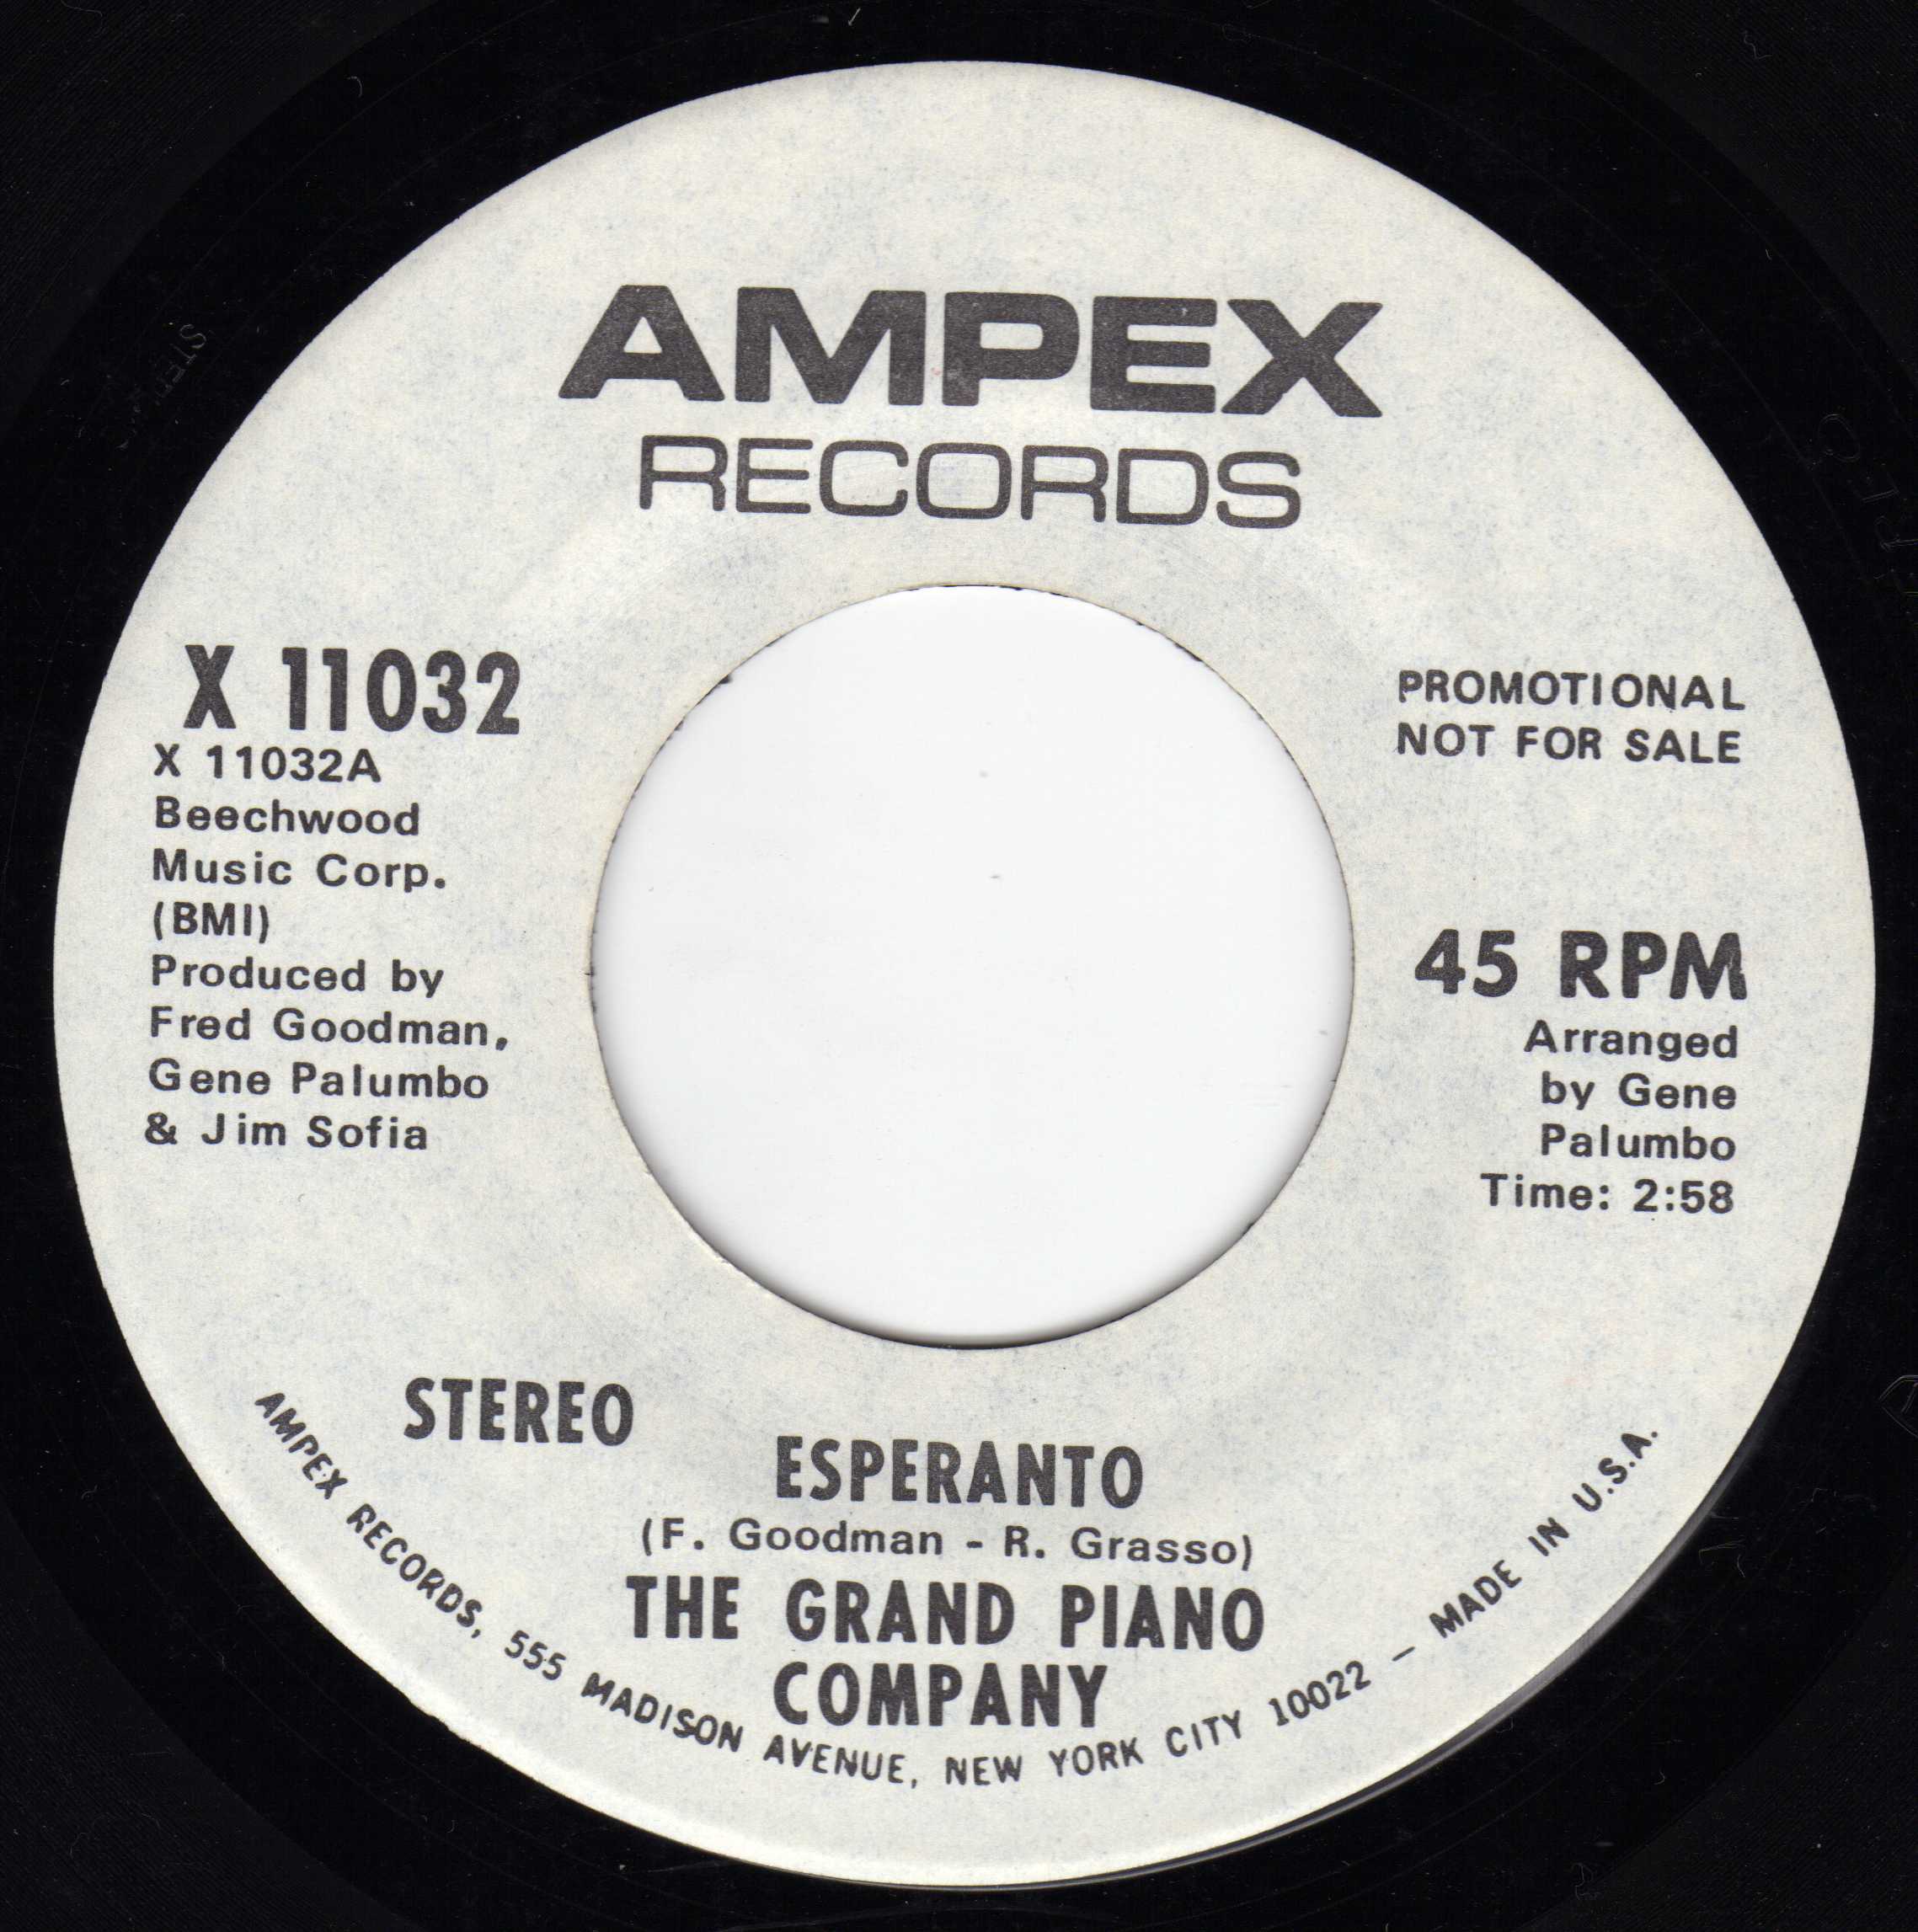 AMPEX
RECORDS
X 11032
X 11032A
Beechwood
Music Corp.
(BMI)
Produced by
Fred Goodman,
Gene Palumbo
& Jim Sofia
PROMOTIONAL
NOT FOR SALE
45 RPM
Arranged
by Gene
Palumbo
Time: 2:58
STEREO
ESPERANTO
(F. Goodman - R. Grasso)
THE GRAND PIANO
COMPANY
AMPEX RECORDS, 555 MADISON AVENUE, NEW YORK CITY 10022 — MADE IN U.S.A.